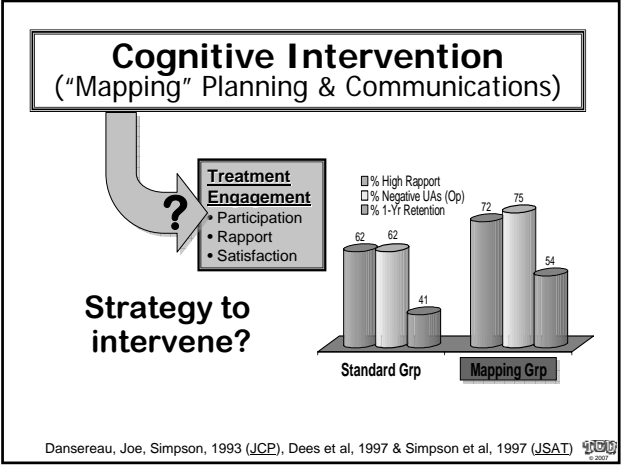 Cognitive Intervention
("Mapping" Planning & Communications)
?
Treatment
Engagement
• Participation
• Rapport
• Satisfaction
% High Rapport
% Negative UAs (Op)
% 1-Yr Retention
62
62
41
72
75
54
Standard Grp
Mapping Grp
Strategy to
intervene?
Dansereau, Joe, Simpson, 1993 (JCP), Dees et al, 1997 & Simpson et al, 1997 (JSAT)
© 2007